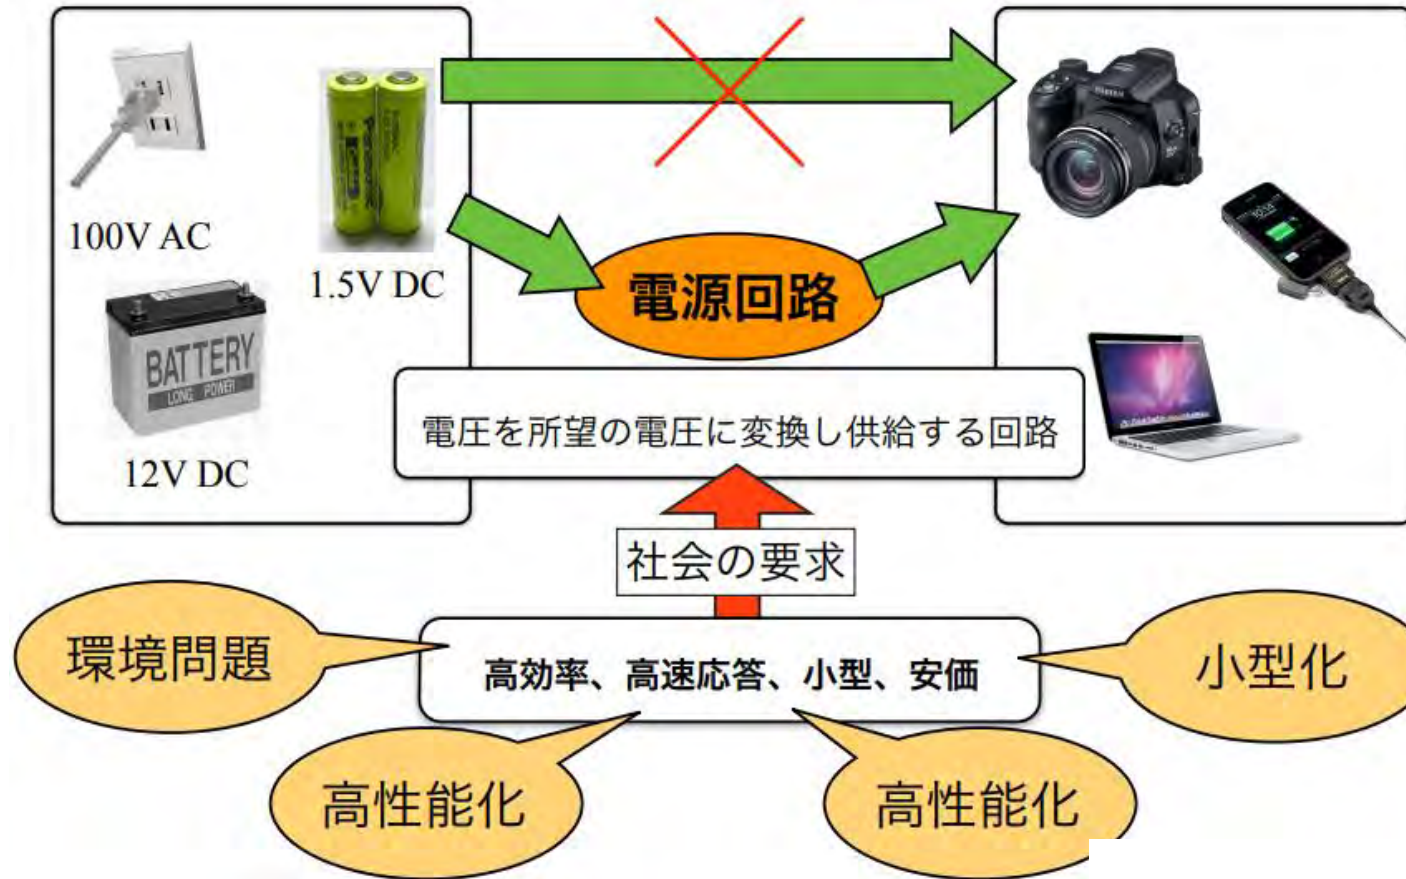 100V AC
1.5V DC
BATTERY
LONG POWER
12V DC
電源回路
電圧を所望の電圧に変換し供給する回路
社会の要求
環境問題
高効率、高速応答、小型、安価
小型化
高性能化
高性能化